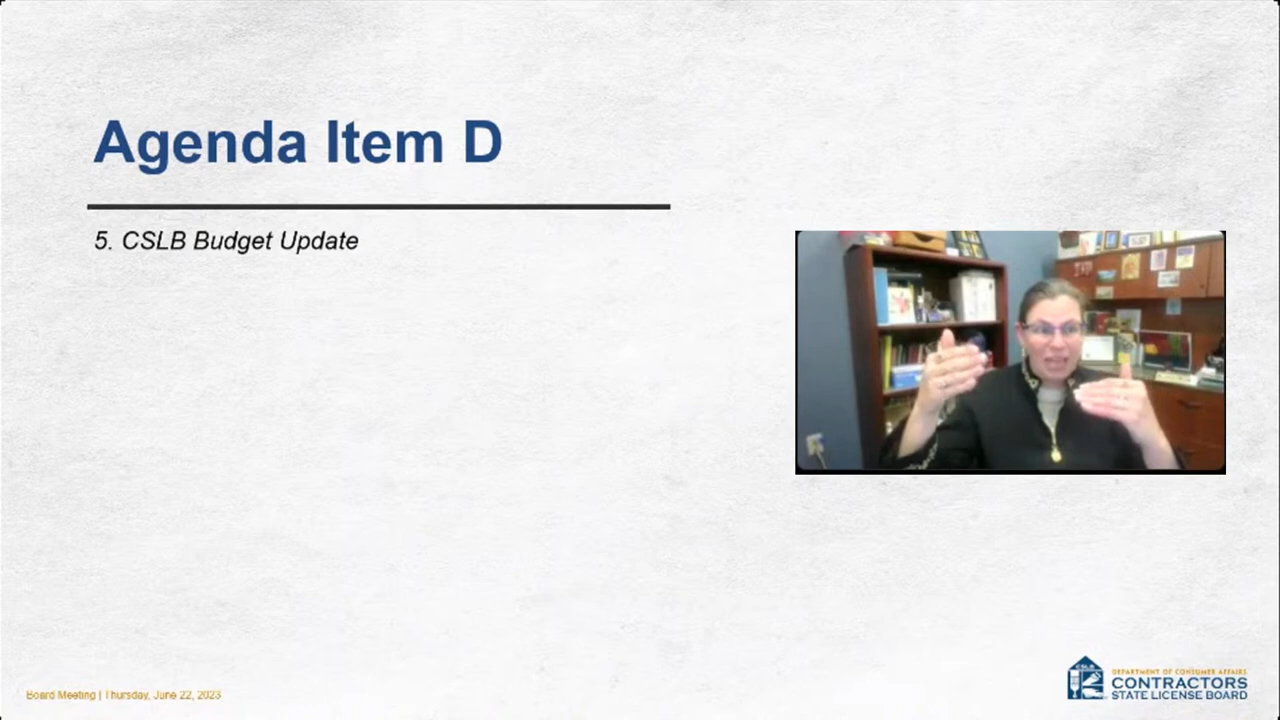 Agenda Item D
5. CSLB Budget Update
Board Meeting | Thursday, June 22, 2023
CSLB
DEPARTMENT OF CONSUMER AFFAIRS
CONTRACTORS
STATE LICENSE BOARD